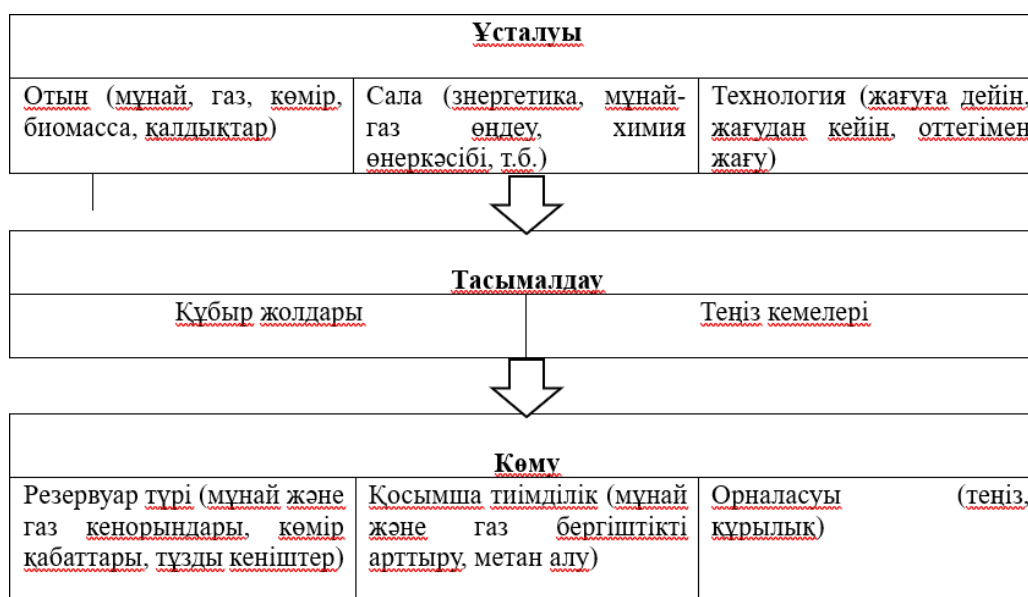 Ұсталуы
Отын (мұнай, газ, көмір,
биомасса, қалдықтар)
Сала (знергетика, мұнай-
газ өңдеу, химия
өнеркәсібі, т.б.)
Технология (жағуға дейін,
жағудан кейін, оттегімен
жағу)
Тасымалдау
Құбыр жолдары
Теңіз кемелері
Көму
Резервуар түрі (мұнай және
газ кенорындары, көмір
қабаттары, тұзды кеніштер)
Қосымша тиімділік (мұнай
және газ бергіштікті
арттыру, метан алу)
Орналасуы (теңіз,
құрылық)